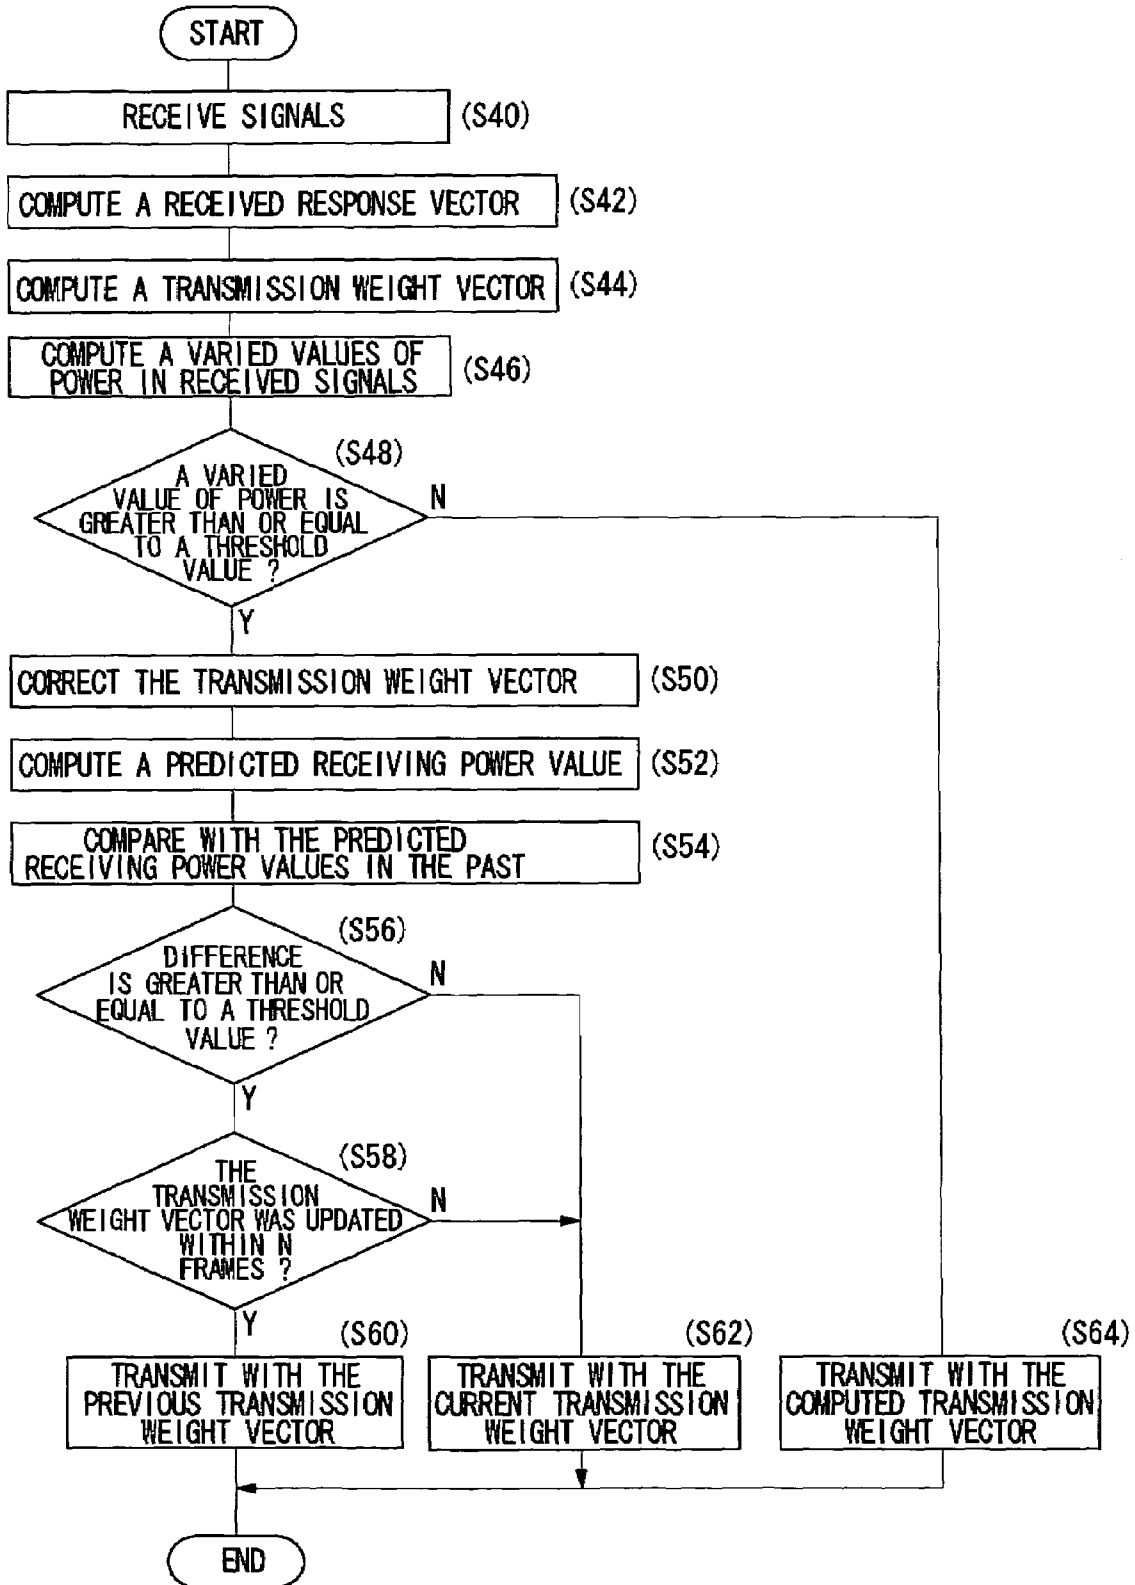 START
RECEIVE SIGNALS
(S40)
COMPUTE A RECEIVED RESPONSE VECTOR
(S42)
COMPUTE A TRANSMISSION WEIGHT VECTOR
(S44)
COMPUTE A VARIED VALUES OF
POWER IN RECEIVED SIGNALS
(S46)
(S48)
A VARIED
VALUE OF POWER IS
GREATER THAN OR EQUAL
TO A THRESHOLD
VALUE ?
N
Y
CORRECT THE TRANSMISSION WEIGHT VECTOR
(S50)
COMPUTE A PREDICTED RECEIVING POWER VALUE
(S52)
COMPARE WITH THE PREDICTED
RECEIVING POWER VALUES IN THE PAST
(S54)
(S56)
DIFFERENCE
IS GREATER THAN OR
EQUAL TO A THRESHOLD
VALUE ?
N
Y
(S58)
THE
TRANSMISSION
WEIGHT VECTOR WAS UPDATED
WITHIN N
FRAMES ?
N
Y
(S60)
TRANSMIT WITH THE
PREVIOUS TRANSMISSION
WEIGHT VECTOR
(S62)
TRANSMIT WITH THE
CURRENT TRANSMISSION
WEIGHT VECTOR
(S64)
TRANSMIT WITH THE
COMPUTED TRANSMISSION
WEIGHT VECTOR
END